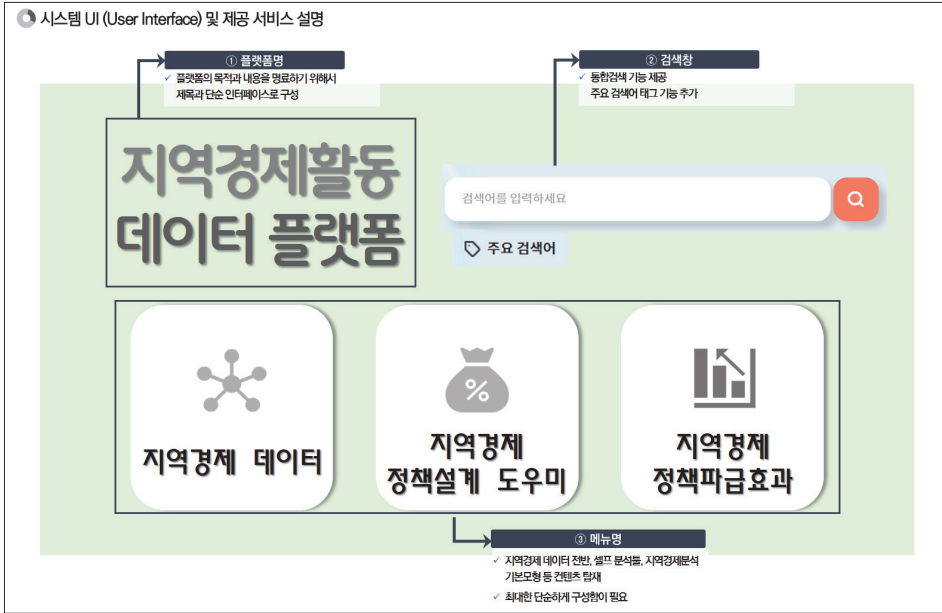 시스템 UI (User Interface) 및 제공 서비스 설명
① 플랫폼명
✓ 플랫폼의 목적과 내용을 명료하기 위해서
제목과 단순 인터페이스로 구성
② 검색창
✓ 통합검색 기능 제공
주요 검색어 태그 기능 추가
지역경제활동
데이터 플랫폼
검색어를 입력하세요
주요 검색어
지역경제 데이터
%
지역경제
정책설계 도우미
지역경제
정책파급효과
③ 메뉴명
✓ 지역경제 데이터 전반, 셀프 분석툴, 지역경제분석
기본모형 등 컨텐츠 탑재
✓ 최대한 단순하게 구성함이 필요